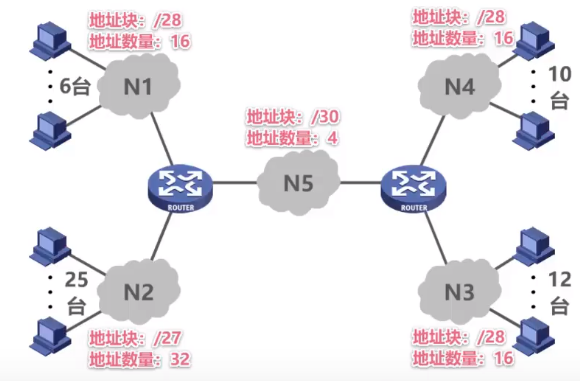 地址块：/28
地址数量：16
6台
N1
地址块：/28
地址数量：16
N4
10
台
地址块：/30
地址数量：4
N5
ROUTER
ROUTER
25
台
N2
地址块：/27
地址数量：32
N3
12
台
地址块：/28
地址数量：16